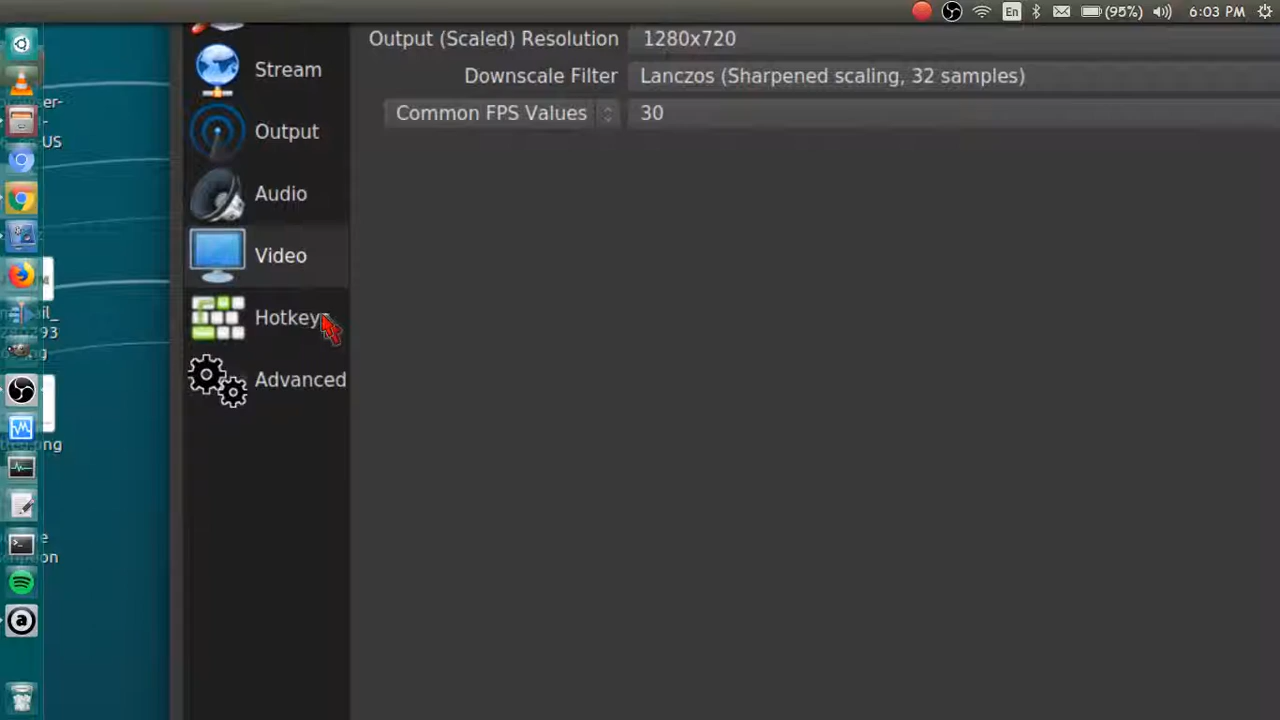 En
(95%)
6:03 PM
Output (Scaled) Resolution 1280x720
Stream
Downscale Filter Lanczos (Sharpened scaling, 32 samples)
Common FPS Values 30
Output
Audio
Video
Hotkeys
Advanced
US
.png